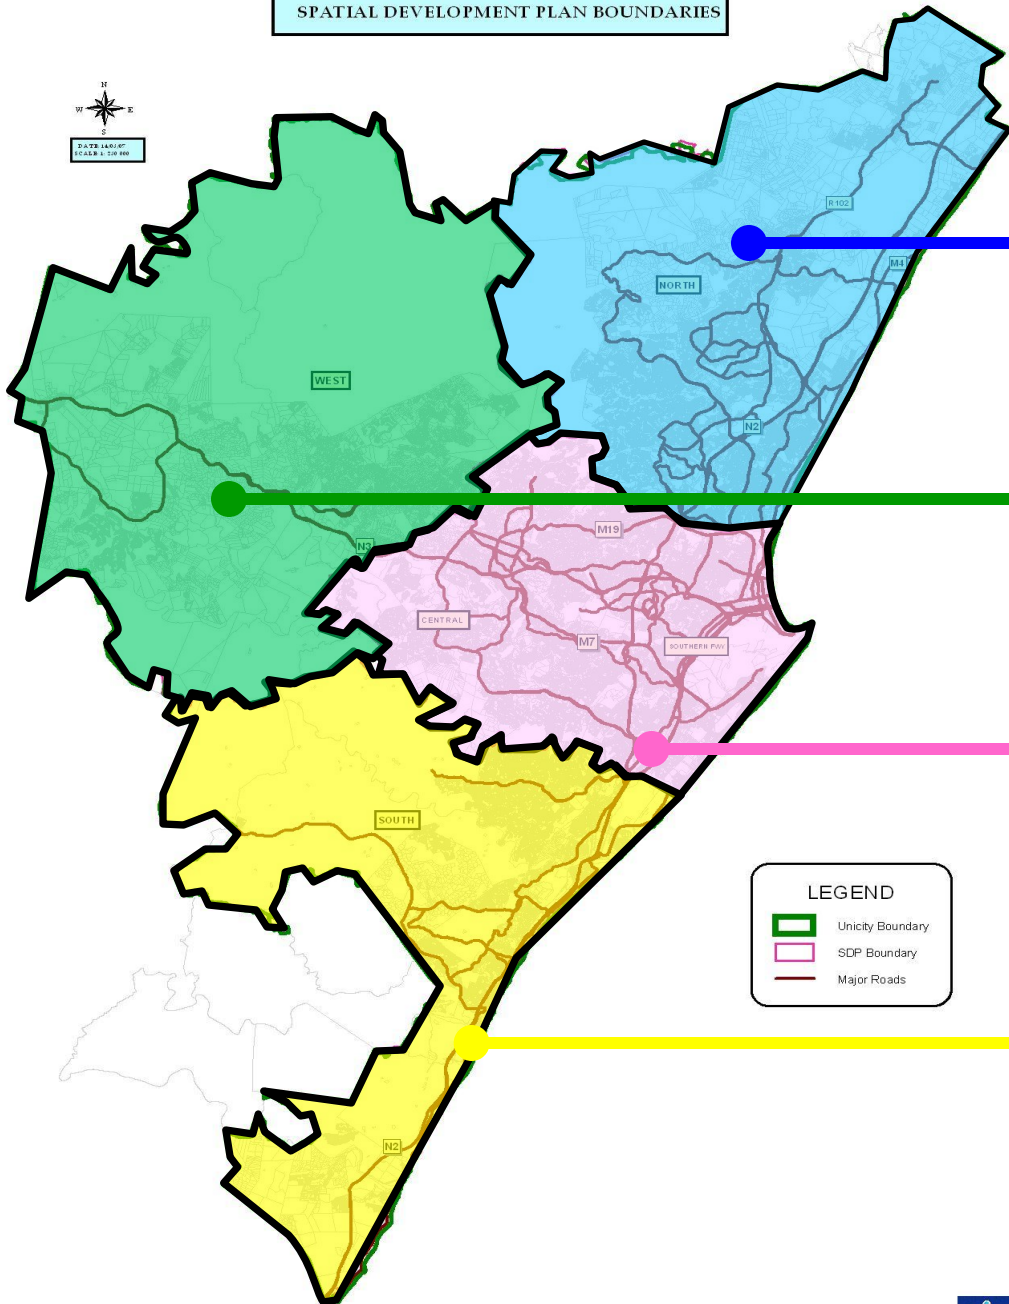 SPATIAL DEVELOPMENT PLAN BOUNDARIES
N
W E
S
R102
M4
NORTH
WEST
N2
M19
N3
CENTRAL
M7
SOUTHERN FWY
SOUTH
LEGEND
Unicity Boundary
SDP Boundary
Major Roads
N2